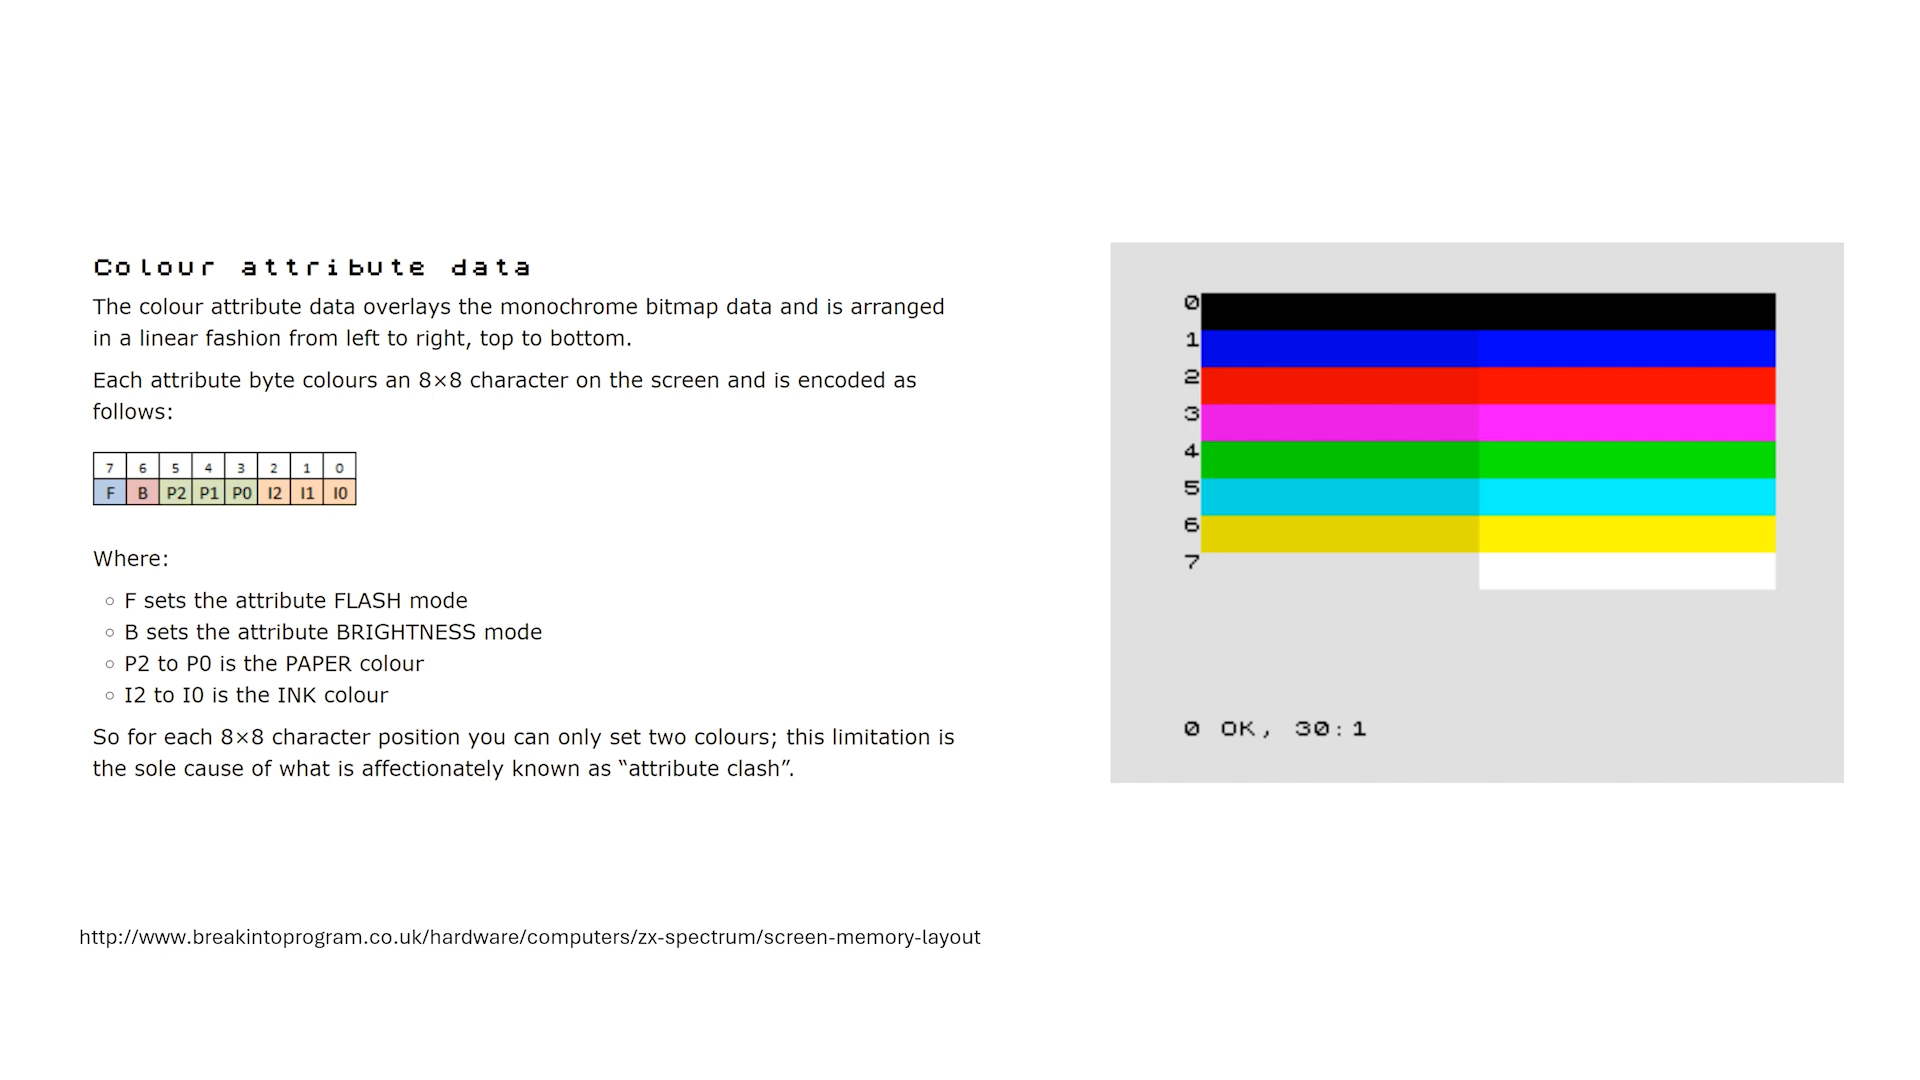 Colour attribute data
The colour attribute data overlays the monochrome bitmap data and is arranged
in a linear fashion from left to right, top to bottom.
Each attribute byte colours an 8×8 character on the screen and is encoded as
follows:
7 6 5 4 3 2 1 0
F B P2 P1 P0 I2 I1 I0
Where:
F sets the attribute FLASH mode
B sets the attribute BRIGHTNESS mode
P2 to P0 is the PAPER colour
I2 to I0 is the INK colour
So for each 8×8 character position you can only set two colours; this limitation is
the sole cause of what is affectionately known as “attribute clash”.
http://www.breakintoprogram.co.uk/hardware/computers/zx-spectrum/screen-memory-layout
0
1
2
3
4
5
6
7
0 OK, 30:1